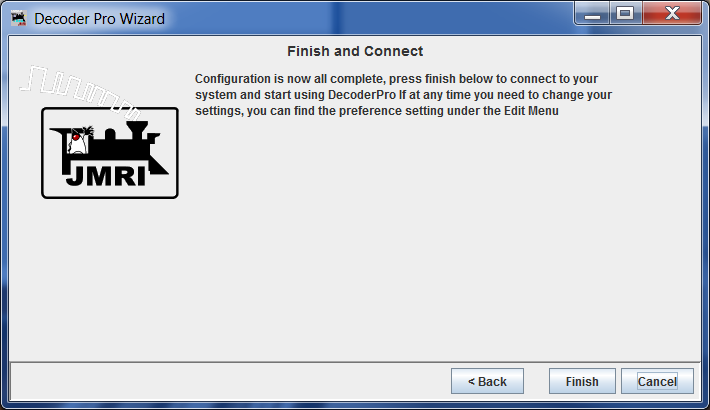 Decoder Pro Wizard
Finish and Connect
Configuration is now all complete, press finish below to connect to your
system and start using DecoderPro If at any time you need to change your
settings, you can find the preference setting under the Edit Menu
JMRI
< Back
Finish
Cancel